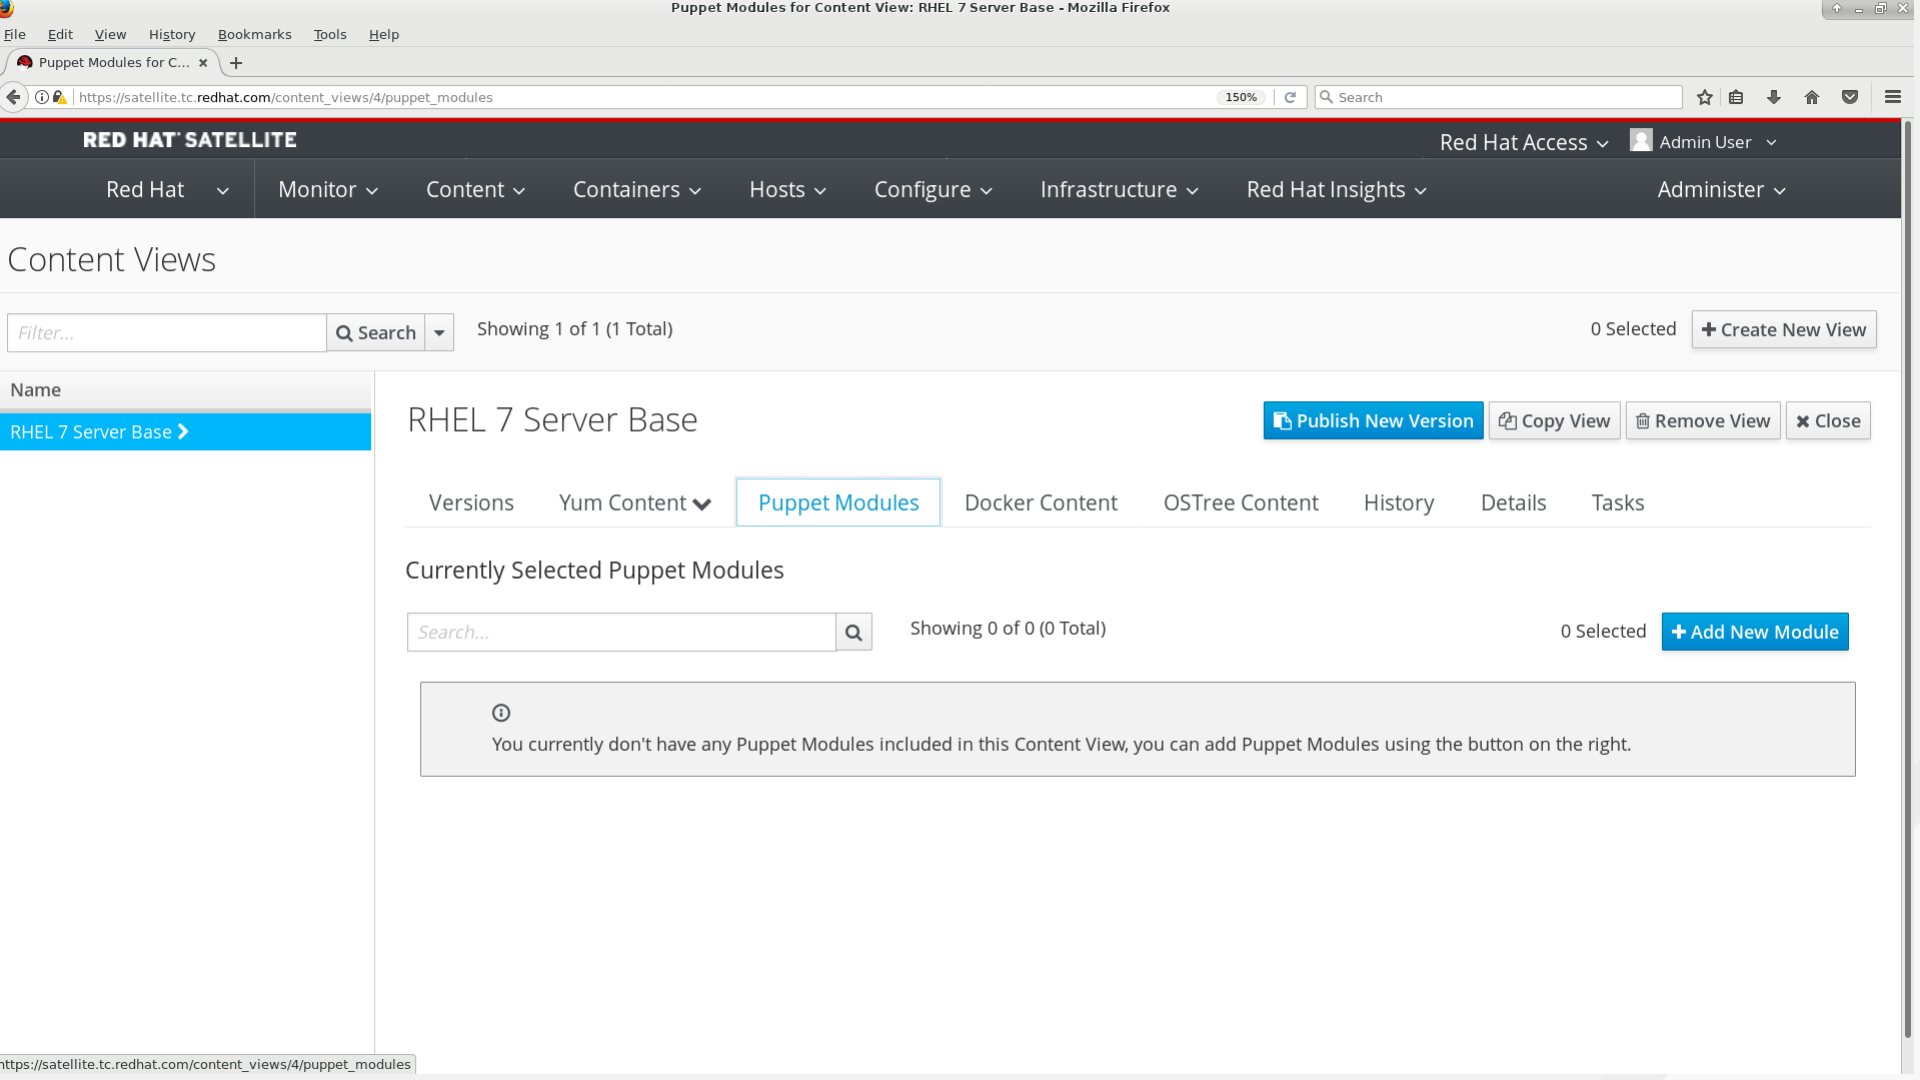 Puppet Modules for Content View: RHEL 7 Server Base - Mozilla Firefox
File Edit View History Bookmarks Tools Help
Puppet Modules for C...
https://satellite.tc.redhat.com/content_views/4/puppet_modules 150% Search
RED HAT SATELLITE Red Hat Access Admin User
Red Hat Monitor Content Containers Hosts Configure Infrastructure Red Hat Insights Administer
Content Views
Filter... Search Showing 1 of 1 (1 Total) 0 Selected + Create New View
Name
RHEL 7 Server Base
RHEL 7 Server Base Publish New Version Copy View Remove View Close
Versions Yum Content Puppet Modules Docker Content OSTree Content History Details Tasks
Currently Selected Puppet Modules
Search... Showing 0 of 0 (0 Total) 0 Selected + Add New Module
You currently don't have any Puppet Modules included in this Content View, you can add Puppet Modules using the button on the right.
https://satellite.tc.redhat.com/content_views/4/puppet_modules